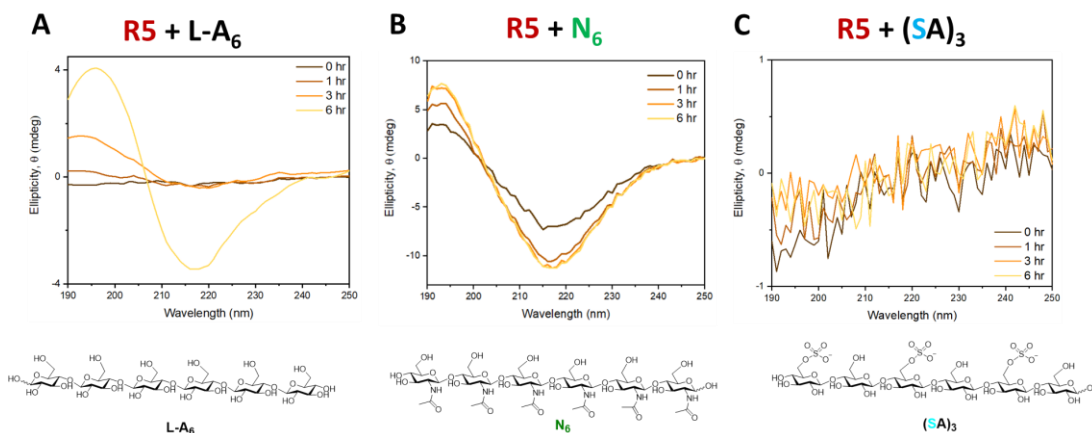 A
R5 + L-A6
4
0
-4
190 200 210 220 230 240 250
Ellipticity, θ (mdeg)
Wavelength (nm)
0 hr
1 hr
3 hr
6 hr
L-A6
B
R5 + N6
10
5
0
-5
-10
190 200 210 220 230 240 250
Ellipticity, θ (mdeg)
Wavelength (nm)
0 hr
1 hr
3 hr
6 hr
N6
C
R5 + (SA)3
1
0
-1
190 200 210 220 230 240 250
Ellipticity, θ (mdeg)
Wavelength (nm)
0 hr
1 hr
3 hr
6 hr
(SA)3